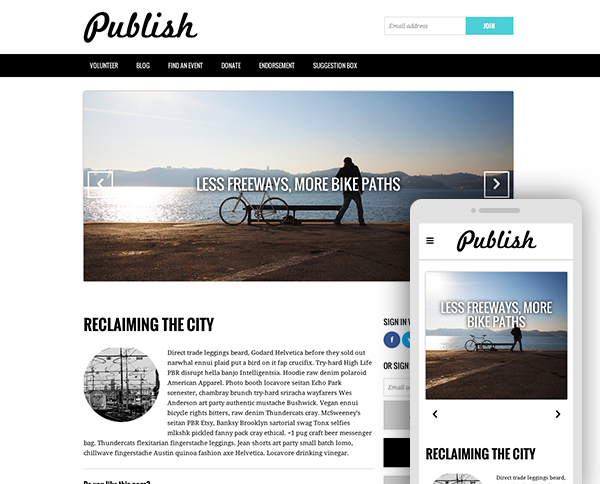 Publish
Email address
JOIN
VOLUNTEER BLOG FIND AN EVENT DONATE ENDORSEMENT SUGGESTION BOX
LESS FREEWAYS, MORE BIKE PATHS
RECLAIMING THE CITY
Direct trade leggings beard, Godard Helvetica before they sold out
narwhal ennui plaid put a bird on it fap crucifix. Try-hard High Life
PBR disrupt hella banjo Intelligentsia. Hoodie raw denim polaroid
American Apparel. Photo booth locavore seitan Echo Park
scenester, chambray brunch try-hard sriracha wayfarers Wes
Anderson art party authentic mustache Bushwick. Vegan ennui
bicycle rights bitters, raw denim Thundercats cray. McSweeney's
seitan PBR Etsy, Banksy Brooklyn sartorial swag Tonx selfies
mlkshk pickled fanny pack cray ethical. +1 pug craft beer messenger
bag. Thundercats flexitarian fingerstache leggings. Jean shorts art party small batch lomo,
chillwave fingerstache Austin quinoa fashion axe Helvetica. Locavore drinking vinegar.
SIGN IN
f
OR SIGN
Email
Publish
LESS FREEWAYS, MORE
BIKE PATHS
RECLAIMING THE CITY
Direct trade leggings beard,